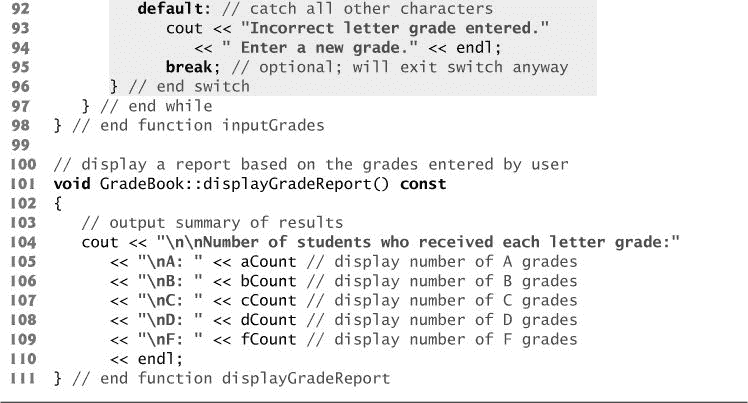 92 default: // catch all other characters
93 cout << "Incorrect letter grade entered."
94 << " Enter a new grade." << endl;
95 break; // optional; will exit switch anyway
96 } // end switch
97 } // end while
98 } // end function inputGrades
99
100 // display a report based on the grades entered by user
101 void GradeBook::displayGradeReport() const
102 {
103 // output summary of results
104 cout << "\n\nNumber of students who received each letter grade:"
105 << "\nA: " << aCount // display number of A grades
106 << "\nB: " << bCount // display number of B grades
107 << "\nC: " << cCount // display number of C grades
108 << "\nD: " << dCount // display number of D grades
109 << "\nF: " << fCount // display number of F grades
110 << endl;
111 } // end function displayGradeReport